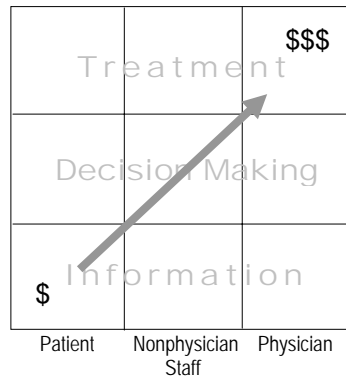 $$$
Treatment
Decision Making
Information
$
Patient
Nonphysician
Staff
Physician